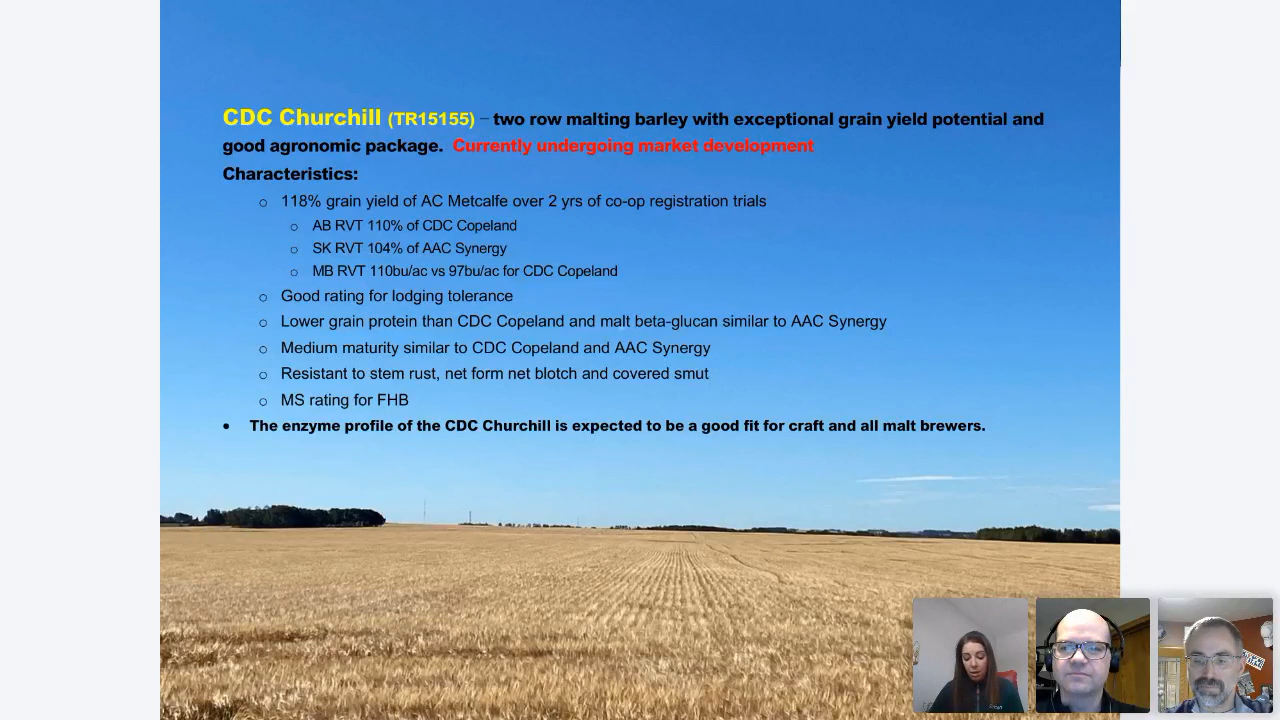 CDC Churchill (TR15155) – two row malting barley with exceptional grain yield potential and
good agronomic package. Currently undergoing market development
Characteristics:
o 118% grain yield of AC Metcalfe over 2 yrs of co-op registration trials
o AB RVT 110% of CDC Copeland
o SK RVT 104% of AAC Synergy
o MB RVT 110bu/ac vs 97bu/ac for CDC Copeland
o Good rating for lodging tolerance
o Lower grain protein than CDC Copeland and malt beta-glucan similar to AAC Synergy
o Medium maturity similar to CDC Copeland and AAC Synergy
o Resistant to stem rust, net form net blotch and covered smut
o MS rating for FHB
• The enzyme profile of the CDC Churchill is expected to be a good fit for craft and all malt brewers.